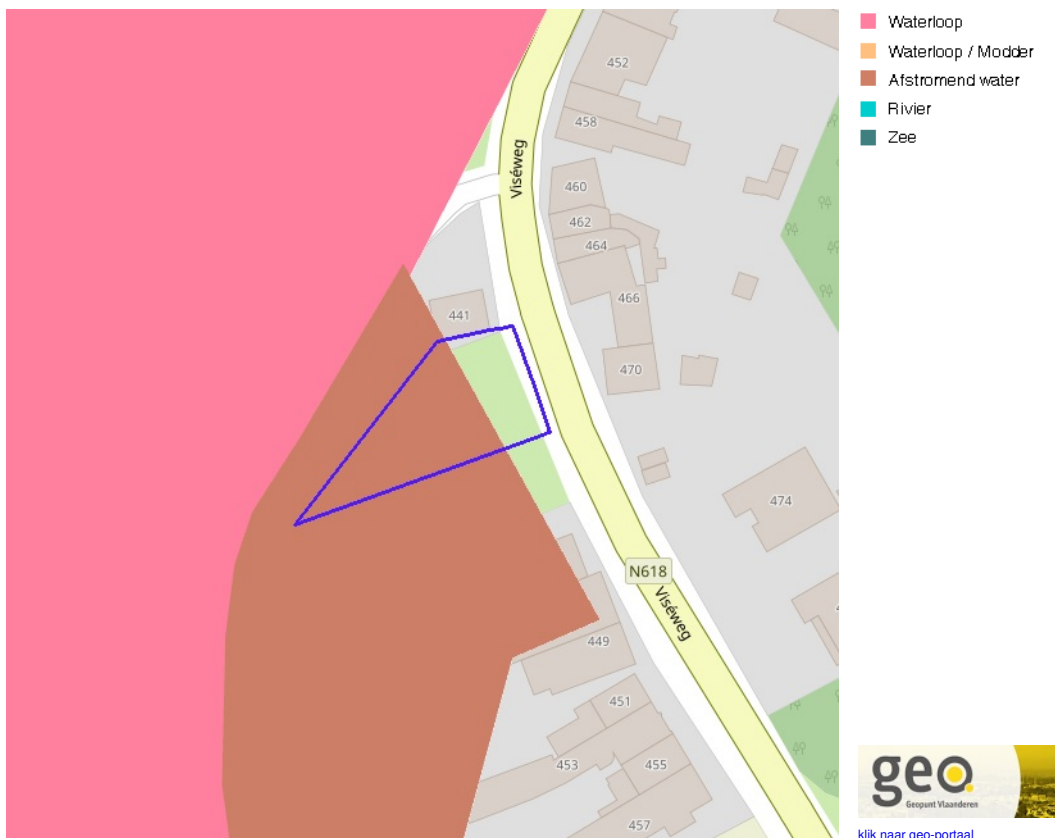 Waterloop
Waterloop / Modder
Afstromend water
Rivier
Zee
452
458
Viséweg
460
462
464
466
441
470
474
N618
Viséweg
449
451
453
455
457
geo.
Geopunt Vlaanderen
klik naar geo-portaal